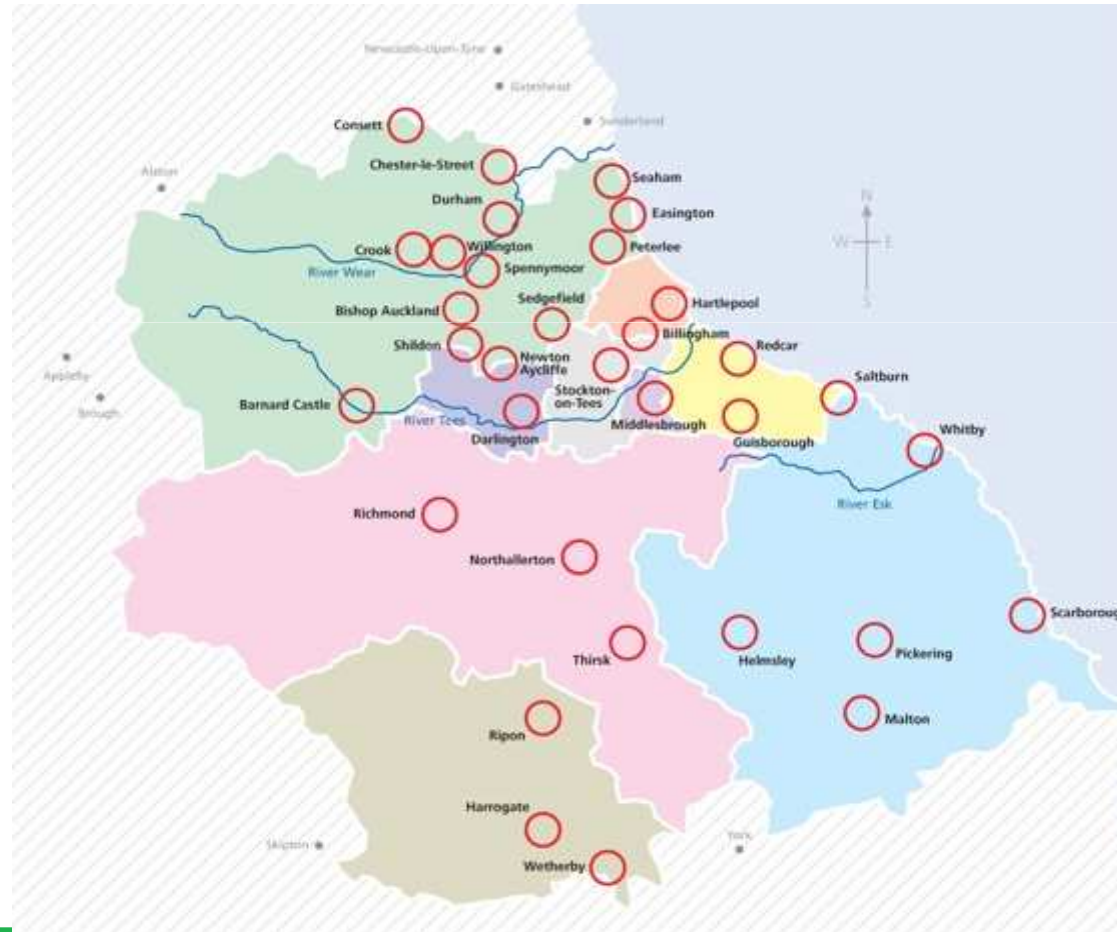 Newcastle-Upon-Tyne
Gateshead
Sunderland
Consett
Chester-le-Street
Alston
Seaham
Durham
Easington
Crook
Willington
Peterlee
River Wear
Spennymoor
N
W
E
S
Sedgefield
Hartlepool
Bishop Auckland
Billingham
Shildon
Redcar
Newton
Aycliffe
Appleby
Brough
Saltburn
Stockton-
on-Tees
Barnard Castle
River Tees
Middlesbrough
Darlington
Guisborough
Whitby
River Esk
Richmond
Northallerton
Scarboroug
Thirsk
Helmsley
Pickering
Malton
Ripon
Harrogate
Skipton
York
Wetherby